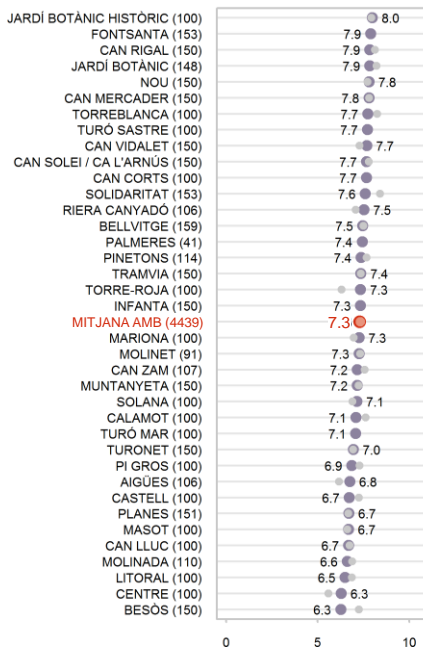 JARDÍ BOTÀNIC HISTÒRIC (100) 8.0
FONTSANTA (153) 7.9
CAN RIGAL (150) 7.9
JARDÍ BOTÀNIC (148) 7.9
NOU (150) 7.8
CAN MERCADER (150) 7.8
TORREBLANCA (100) 7.7
TURÓ SASTRE (100) 7.7
CAN VIDALET (150) 7.7
CAN SOLEI / CA L'ARNÚS (150) 7.7
CAN CORTS (100) 7.7
SOLIDARITAT (153) 7.6
RIERA CANYADÓ (106) 7.5
BELLVITGE (159) 7.5
PALMERES (41) 7.4
PINETONS (114) 7.4
TRAMVIA (150) 7.4
TORRE-ROJA (100) 7.3
INFANTA (150) 7.3
MITJANA AMB (4439) 7.3
MARIONA (100) 7.3
MOLINET (91) 7.3
CAN ZAM (107) 7.2
MUNTANYETA (150) 7.2
SOLANA (100) 7.1
CALAMOT (100) 7.1
TURÓ MAR (100) 7.1
TURONET (150) 7.0
PI GROS (100) 6.9
AIGÜES (106) 6.8
CASTELL (100) 6.7
PLANES (151) 6.7
MASOT (100) 6.7
CAN LLUC (100) 6.7
MOLINADA (110) 6.6
LITORAL (100) 6.5
CENTRE (100) 6.3
BESÒS (150) 6.3
0 5 10